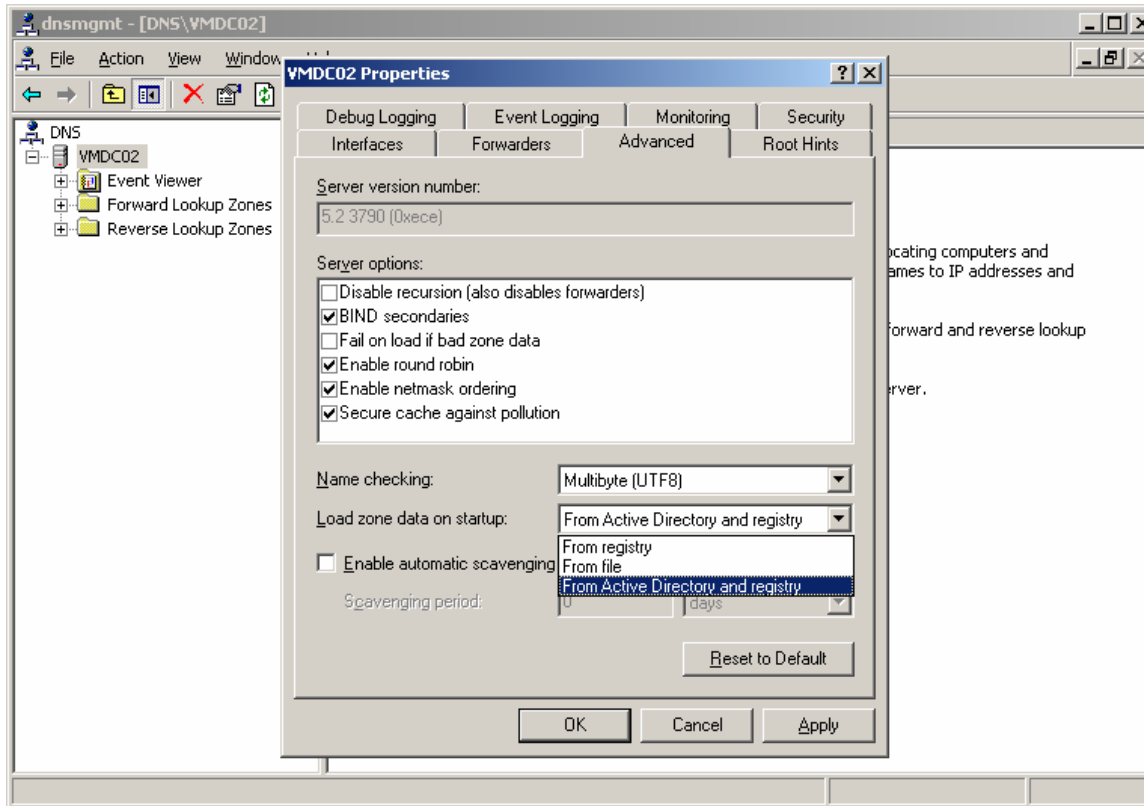 dnsmgmt - [DNS\VMDC02]
File Action View Window
VMDC02 Properties
DNS
VMDC02
Event Viewer
Forward Lookup Zones
Reverse Lookup Zones
Debug Logging Event Logging Monitoring Security
Interfaces Forwarders Advanced Root Hints
Server version number:
5.2 3790 (0xece)
Server options:
Disable recursion (also disables forwarders)
BIND secondaries
Fail on load if bad zone data
Enable round robin
Enable netmask ordering
Secure cache against pollution
Name checking: Multibyte (UTF8)
Load zone data on startup: From Active Directory and registry
From registry
From file
From Active Directory and registry
Enable automatic scavenging
Scavenging period: 0 days
Reset to Default
OK Cancel Apply
ocating computers and
ames to IP addresses and
forward and reverse lookup
rver.